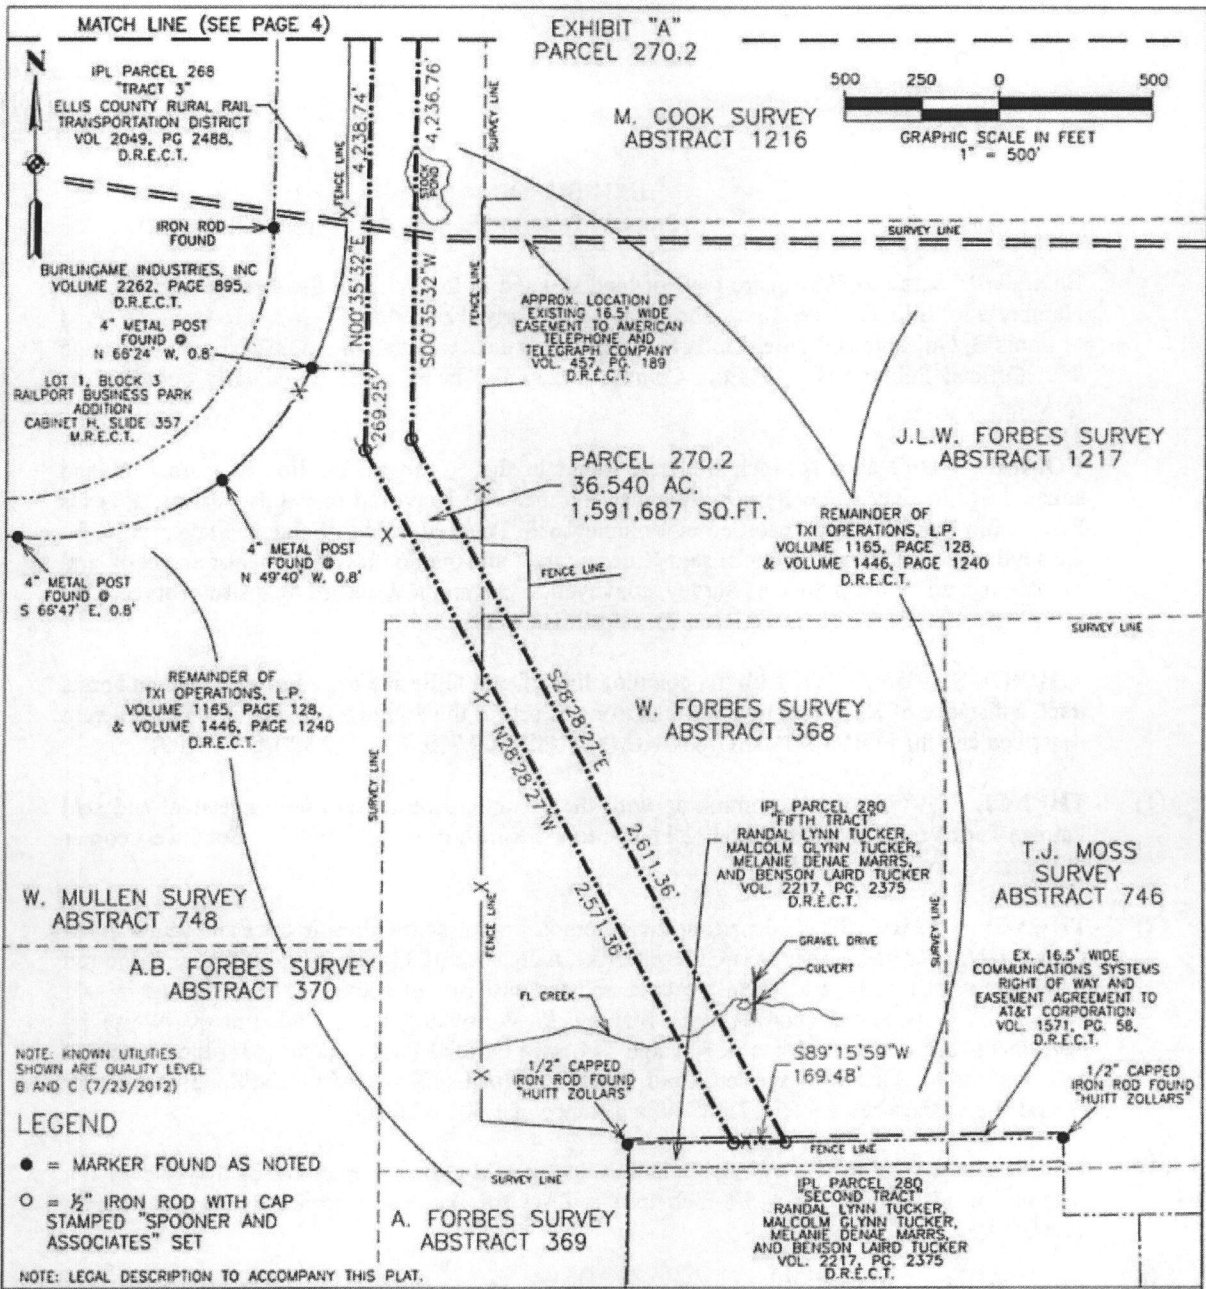 MATCH LINE (SEE PAGE 4)
EXHIBIT "A"
PARCEL 270.2
N
IPL PARCEL 268
"TRACT 3"
ELLIS COUNTY RURAL RAIL
TRANSPORTATION DISTRICT
VOL 2049, PG 2488,
D.R.E.C.T.
FENCE LINE
4,238.74'
4,236.76'
SURVEY LINE
500 250 0 500
GRAPHIC SCALE IN FEET
1" = 500'
M. COOK SURVEY
ABSTRACT 1216
STOCK
POND
IRON ROD
FOUND
SURVEY LINE
N00°35'32"E
S00°35'32"W
FENCE LINE
BURLINGAME INDUSTRIES, INC
VOLUME 2262, PAGE 895,
D.R.E.C.T.
APPROX. LOCATION OF
EXISTING 16.5' WIDE
EASEMENT TO AMERICAN
TELEPHONE AND
TELEGRAPH COMPANY
VOL. 457, PG. 189
D.R.E.C.T.
4" METAL POST
FOUND @
N 66°24' W, 0.8'
LOT 1, BLOCK 3
RAILPORT BUSINESS PARK
ADDITION
CABINET H, SLIDE 357
M.R.E.C.T.
269.25'
J.L.W. FORBES SURVEY
ABSTRACT 1217
PARCEL 270.2
36.540 AC.
1,591,687 SQ.FT.
REMAINDER OF
TXI OPERATIONS, L.P.
VOLUME 1165, PAGE 128,
& VOLUME 1446, PAGE 1240
D.R.E.C.T.
4" METAL POST
FOUND @
N 49°40' W, 0.8'
4" METAL POST
FOUND @
S 66°47' E, 0.8'
FENCE LINE
SURVEY LINE
REMAINDER OF
TXI OPERATIONS, L.P.
VOLUME 1165, PAGE 128,
& VOLUME 1446, PAGE 1240
D.R.E.C.T.
S28°28'27"E
N28°28'27"W
W. FORBES SURVEY
ABSTRACT 368
SURVEY LINE
IPL PARCEL 280
"FIFTH TRACT"
RANDAL LYNN TUCKER,
MALCOLM GLYNN TUCKER,
MELANIE DENAE MARRS,
AND BENSON LAIRD TUCKER
VOL. 2217, PG. 2375
D.R.E.C.T.
2,611.36'
2,571.36'
T.J. MOSS
SURVEY
ABSTRACT 746
W. MULLEN SURVEY
ABSTRACT 748
FENCE LINE
SURVEY LINE
GRAVEL DRIVE
CULVERT
A.B. FORBES SURVEY
ABSTRACT 370
FL CREEK
EX. 16.5' WIDE
COMMUNICATIONS SYSTEMS
RIGHT OF WAY AND
EASEMENT AGREEMENT TO
AT&T CORPORATION
VOL. 1571, PG. 58,
D.R.E.C.T.
NOTE: KNOWN UTILITIES
SHOWN ARE QUALITY LEVEL
B AND C (7/23/2012)
1/2" CAPPED
IRON ROD FOUND
"HUITT ZOLLARS"
S89°15'59"W
169.48'
1/2" CAPPED
IRON ROD FOUND
"HUITT ZOLLARS"
LEGEND
● = MARKER FOUND AS NOTED
○ = ½" IRON ROD WITH CAP
STAMPED "SPOONER AND
ASSOCIATES" SET
FENCE LINE
SURVEY LINE
A. FORBES SURVEY
ABSTRACT 369
IPL PARCEL 280
"SECOND TRACT"
RANDAL LYNN TUCKER,
MALCOLM GLYNN TUCKER,
MELANIE DENAE MARRS,
AND BENSON LAIRD TUCKER
VOL. 2217, PG. 2375
D.R.E.C.T.
NOTE: LEGAL DESCRIPTION TO ACCOMPANY THIS PLAT.